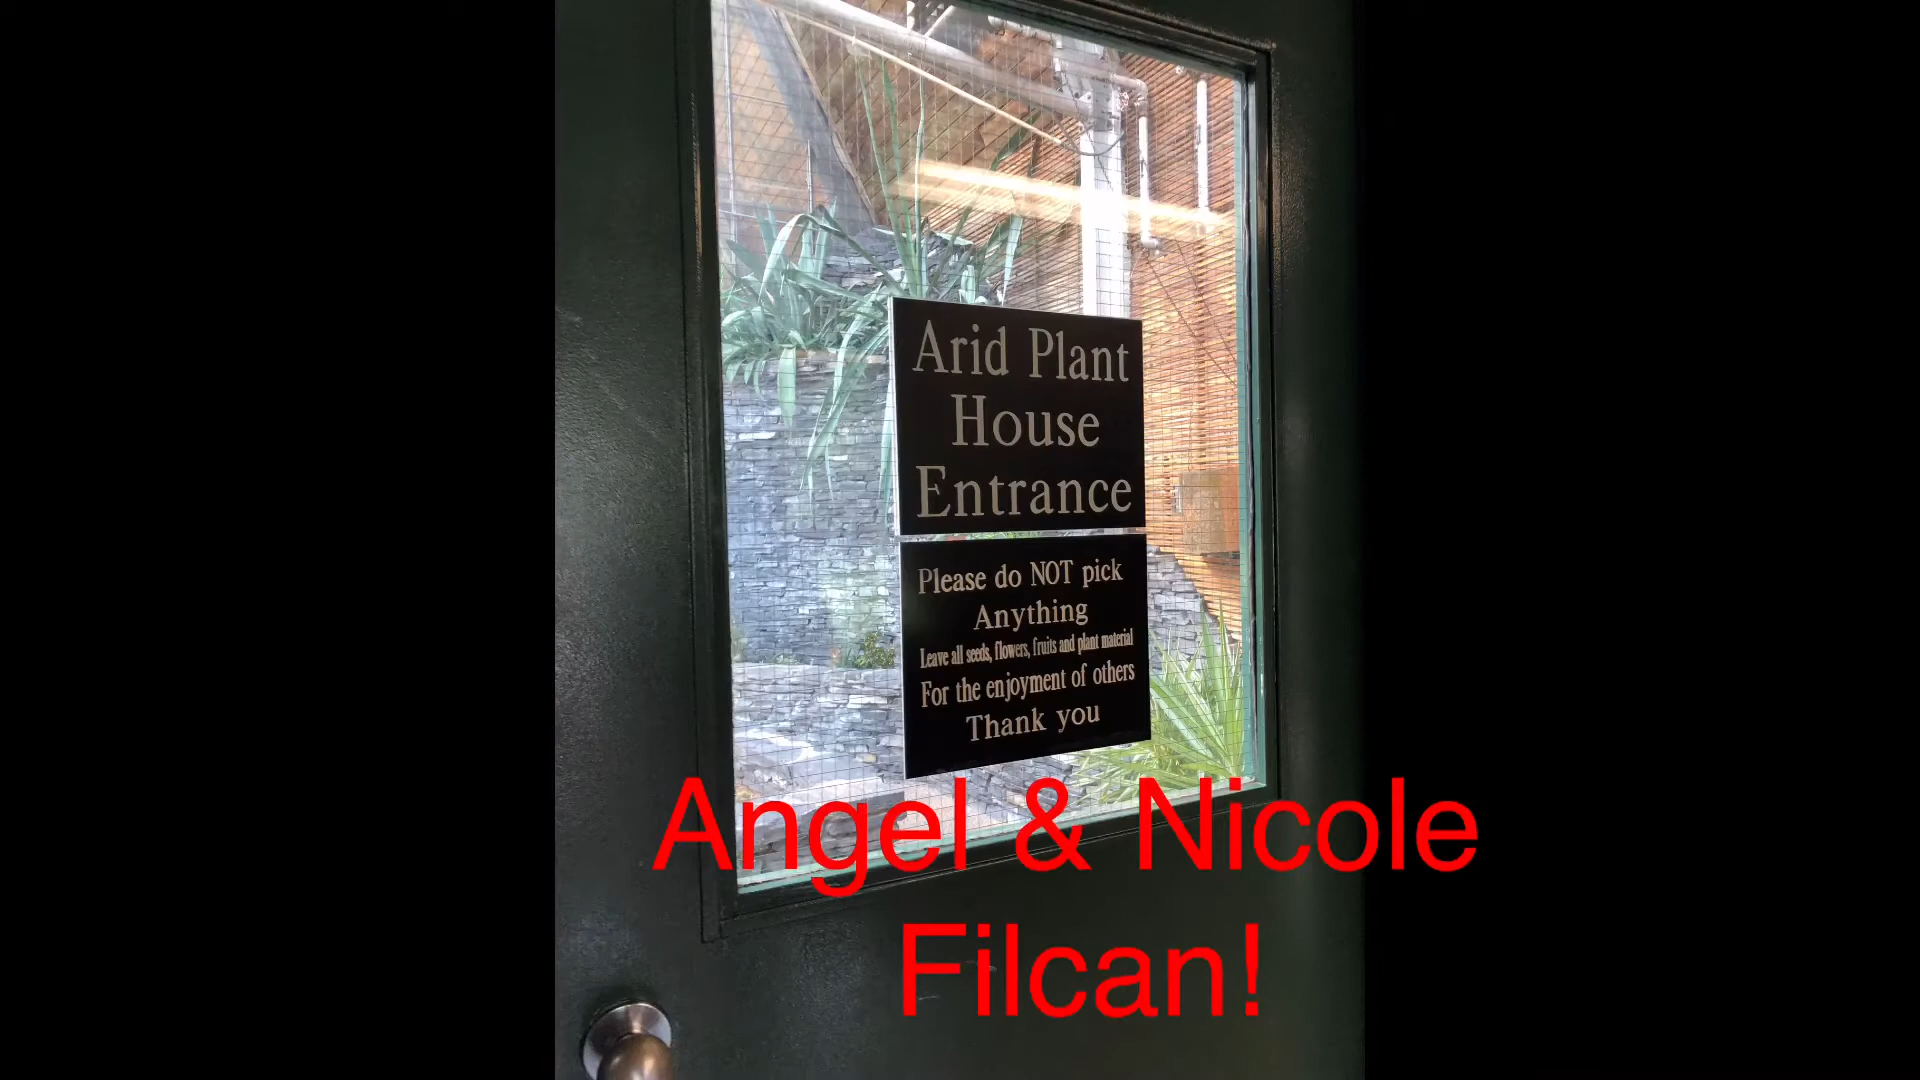 Arid Plant
House
Entrance
Please do NOT pick
Anything
Leave all seeds, flowers, fruits and plant material
For the enjoyment of others
Thank you
Angel & Nicole
Filcan!